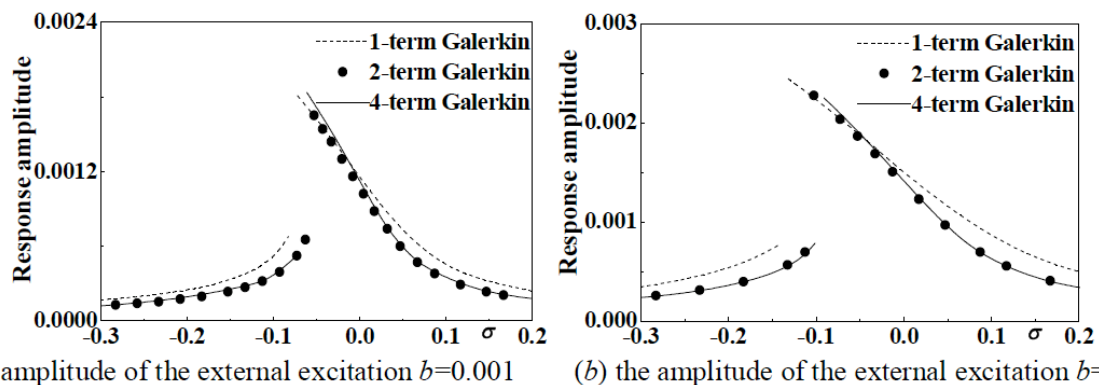 0.0024
1-term Galerkin
2-term Galerkin
4-term Galerkin
0.0012
0.0000
Response amplitude
-0.3 -0.2 -0.1 0.0 0.1 σ 0.2
amplitude of the external excitation b=0.001
0.003
1-term Galerkin
2-term Galerkin
4-term Galerkin
0.002
0.001
0.000
Response amplitude
-0.3 -0.2 -0.1 0.0 0.1 σ 0.2
(b) the amplitude of the external excitation b=